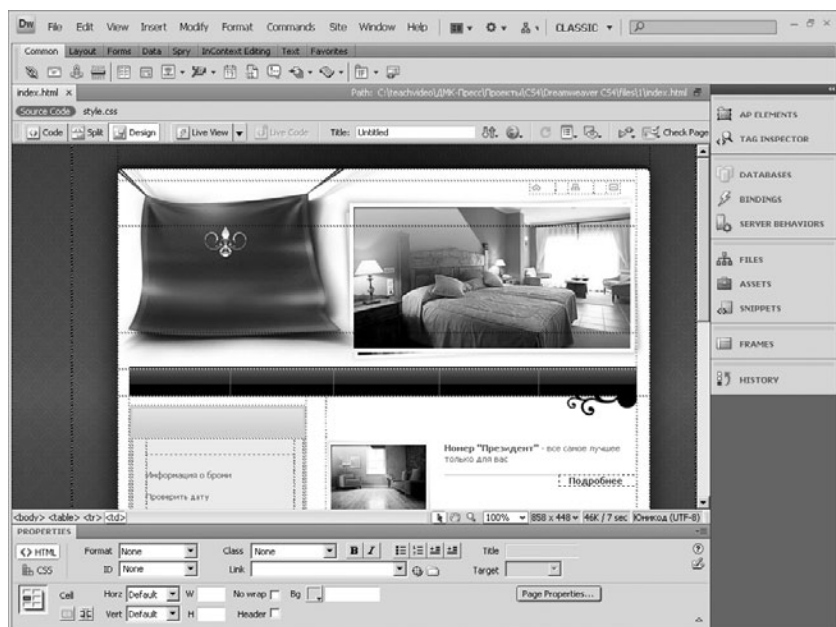 Dw File Edit View Insert Modify Format Commands Site Window Help CLASSIC
Common Layout Forms Data Spry InContext Editing Text Favorites
index.html × Path: C:\teachvideo\ДМК-Пресс\Проекты\CS4\Dreamweaver CS4\files\1\index.html
Source Code style.css
Code Split Design Live View Live Code Title: Untitled Check Page
AP ELEMENTS
TAG INSPECTOR
DATABASES
BINDINGS
SERVER BEHAVIORS
FILES
ASSETS
SNIPPETS
FRAMES
HISTORY
Номер "Президент" - все самое лучшее
только для вас
Подробнее
Информация о брони
Проверить дату
<body> <table> <tr> <td> 100% 858 x 448 46K / 7 sec Юникод (UTF-8)
PROPERTIES
<> HTML Format None Class None B I Title
CSS ID None Link Target
Cell Horz Default W No wrap Bg Page Properties...
Vert Default H Header